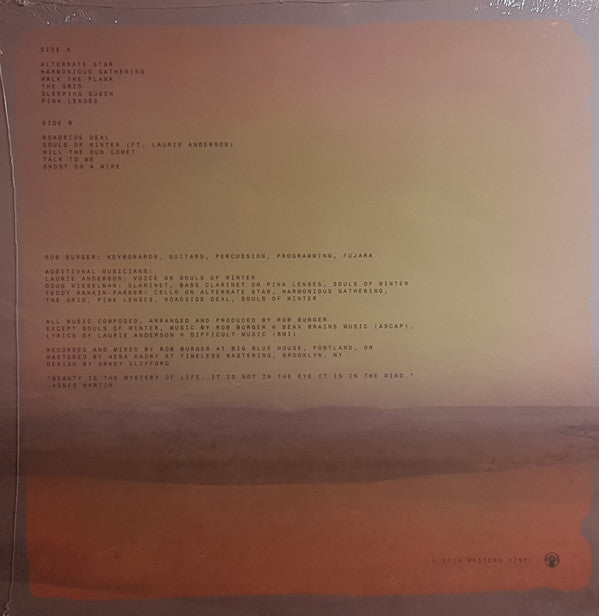 SIDE A
ALTERNATE STAR
HARMONIOUS GATHERING
WALK THE PLANK
THE GRID
SLEEPING QUEEN
PINK LENSES
SIDE B
ROADSIDE DEAL
SOULS OF WINTER (FT. LAURIE ANDERSON)
WILL THE SUN COME?
TALK TO ME
GHOST ON A WIRE
ROB BURGER: KEYBOARDS, GUITARS, PERCUSSION, PROGRAMMING, FUJARA
ADDITIONAL MUSICIANS:
LAURIE ANDERSON: VOICE ON SOULS OF WINTER
DOUG WIESELMAN: CLARINET, BASS CLARINET ON PINK LENSES, SOULS OF WINTER
TEDDY RANKIN-PARKER: CELLO ON ALTERNATE STAR, HARMONIOUS GATHERING,
THE GRID, PINK LENSES, ROADSIDE DEAL, SOULS OF WINTER
ALL MUSIC COMPOSED, ARRANGED AND PRODUCED BY ROB BURGER
EXCEPT SOULS OF WINTER, MUSIC BY ROB BURGER © BEAN BRAINS MUSIC (ASCAP),
LYRICS BY LAURIE ANDERSON © DIFFICULT MUSIC (BMI)
RECORDED AND MIXED BY ROB BURGER AT BIG BLUE HOUSE, PORTLAND, OR
MASTERED BY HEBA KADRY AT TIMELESS MASTERING, BROOKLYN, NY
DESIGN BY GRADY CLIFFORD
"BEAUTY IS THE MYSTERY OF LIFE. IT IS NOT IN THE EYE IT IS IN THE MIND."
-AGNES MARTIN
© 2019 WESTERN VINYL